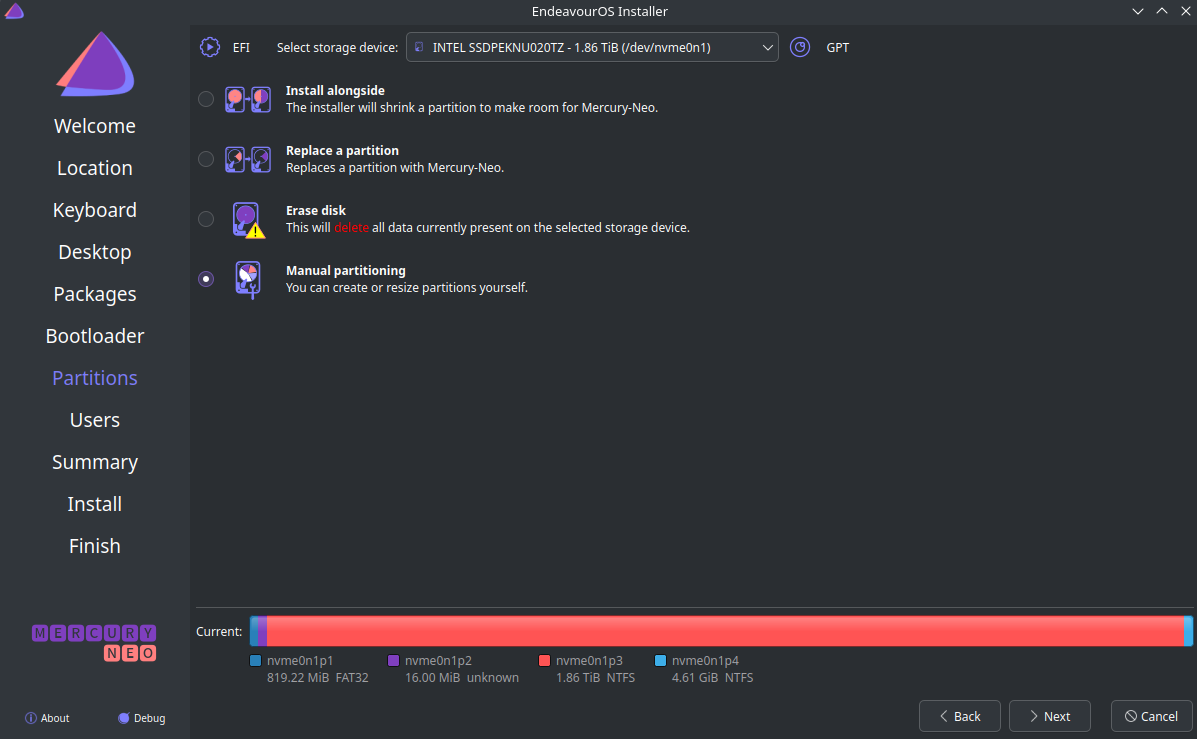 EndeavourOS Installer
EFI Select storage device: INTEL SSDPEKNU020TZ - 1.86 TiB (/dev/nvme0n1) GPT
Welcome
Location
Keyboard
Desktop
Packages
Bootloader
Partitions
Users
Summary
Install
Finish
MERCURY
NEO
About Debug
Install alongside
The installer will shrink a partition to make room for Mercury-Neo.
Replace a partition
Replaces a partition with Mercury-Neo.
Erase disk
This will delete all data currently present on the selected storage device.
Manual partitioning
You can create or resize partitions yourself.
Current:
nvme0n1p1 nvme0n1p2 nvme0n1p3 nvme0n1p4
819.22 MiB FAT32 16.00 MiB unknown 1.86 TiB NTFS 4.61 GiB NTFS
Back Next Cancel